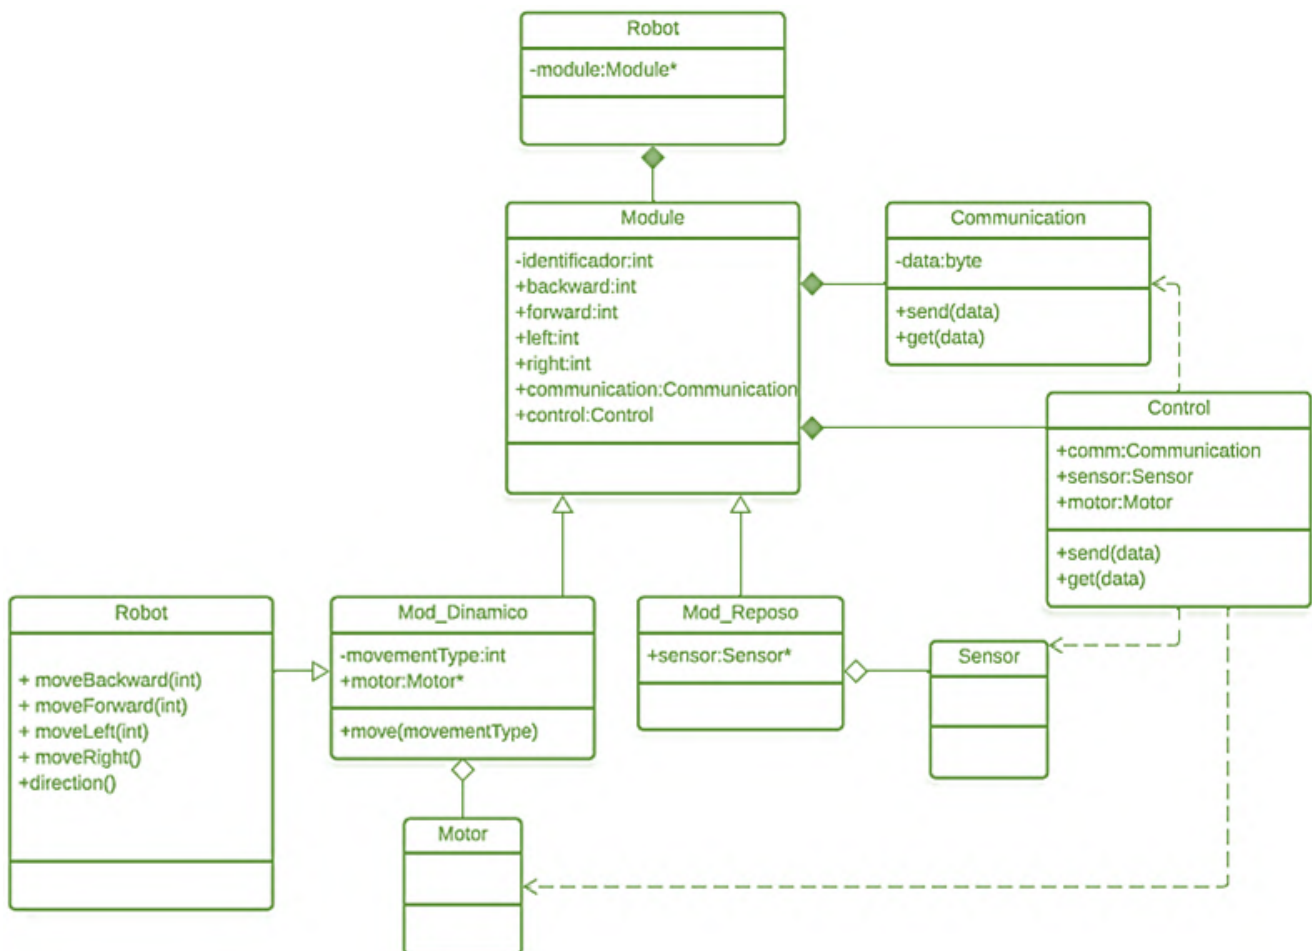 Robot
-module:Module*
Module
-identificador:int
+backward:int
+forward:int
+left:int
+right:int
+communication:Communication
+control:Control
Communication
-data:byte
+send(data)
+get(data)
Control
+comm:Communication
+sensor:Sensor
+motor:Motor
+send(data)
+get(data)
Robot
+ moveBackward(int)
+ moveForward(int)
+ moveLeft(int)
+ moveRight()
+direction()
Mod_Dinamico
-movementType:int
+motor:Motor*
+move(movementType)
Mod_Reposo
+sensor:Sensor*
Sensor
Motor